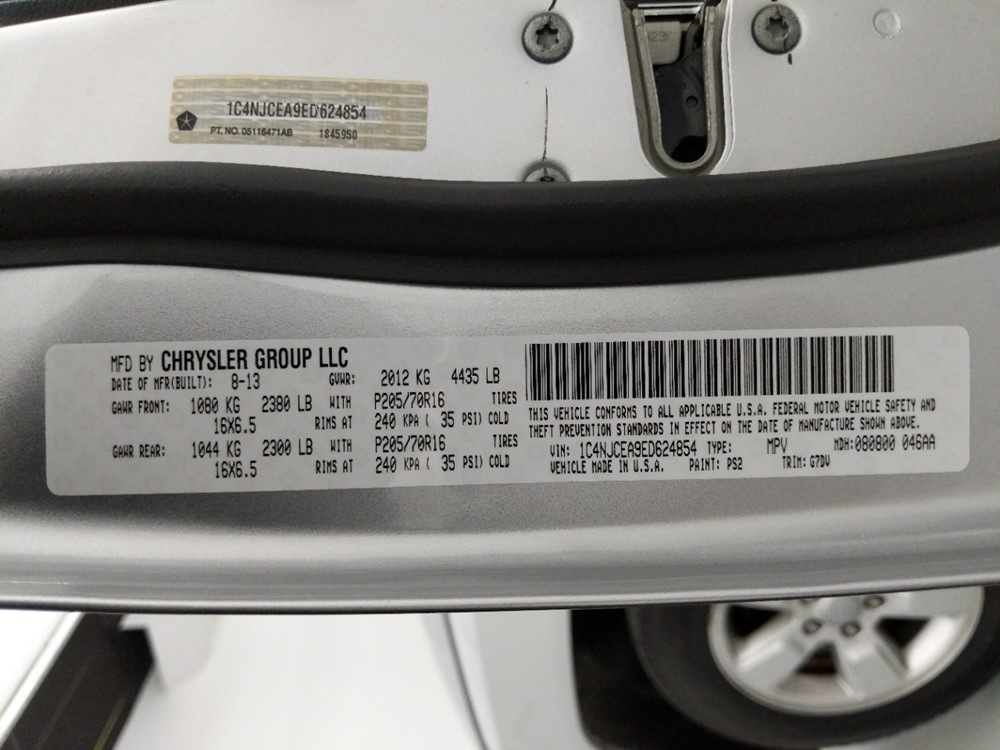 1C4NJCEA9ED624854
PT. NO. 05116471AB 1845950
MFD BY CHRYSLER GROUP LLC
DATE OF MFR(BUILT): 8-13 GVWR: 2012 KG 4435 LB
GAWR FRONT: 1080 KG 2380 LB WITH P205/70R16 TIRES
16X6.5 RIMS AT 240 KPA ( 35 PSI) COLD
GAWR REAR: 1044 KG 2300 LB WITH P205/70R16 TIRES
16X6.5 RIMS AT 240 KPA ( 35 PSI) COLD
THIS VEHICLE CONFORMS TO ALL APPLICABLE U.S.A. FEDERAL MOTOR VEHICLE SAFETY AND
THEFT PREVENTION STANDARDS IN EFFECT ON THE DATE OF MANUFACTURE SHOWN ABOVE.
VIN: 1C4NJCEA9ED624854 TYPE: MPV MDH:080800 046AA
VEHICLE MADE IN U.S.A. PAINT: PS2 TRIM: G7DV